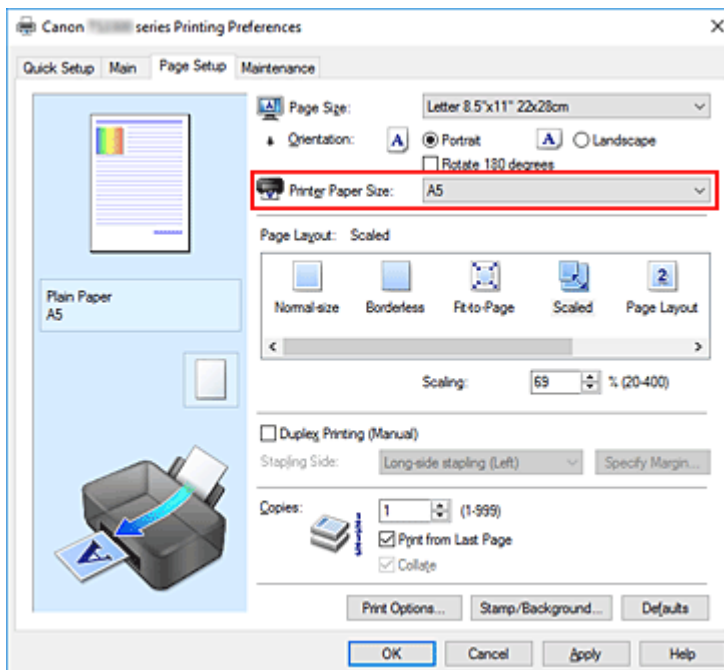 Canon series Printing Preferences
Quick Setup Main Page Setup Maintenance
Page Size: Letter 8.5"x11" 22x28cm
Orientation: A Portrait A Landscape
Rotate 180 degrees
Printer Paper Size: A5
Page Layout: Scaled
Normal-size Borderless Fit-to-Page Scaled 2 Page Layout
Plain Paper
A5
Scaling: 69 % (20-400)
Duplex Printing (Manual)
Stapling Side: Long-side stapling (Left) Specify Margin...
Copies: 1 (1-999)
Print from Last Page
Collate
A
Print Options... Stamp/Background... Defaults
OK Cancel Apply Help